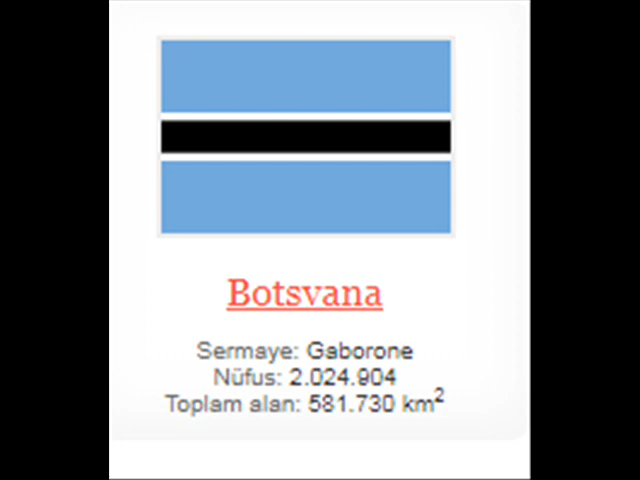 Botsvana
Sermaye: Gaborone
Nüfus: 2.024.904
Toplam alan: 581.730 km²